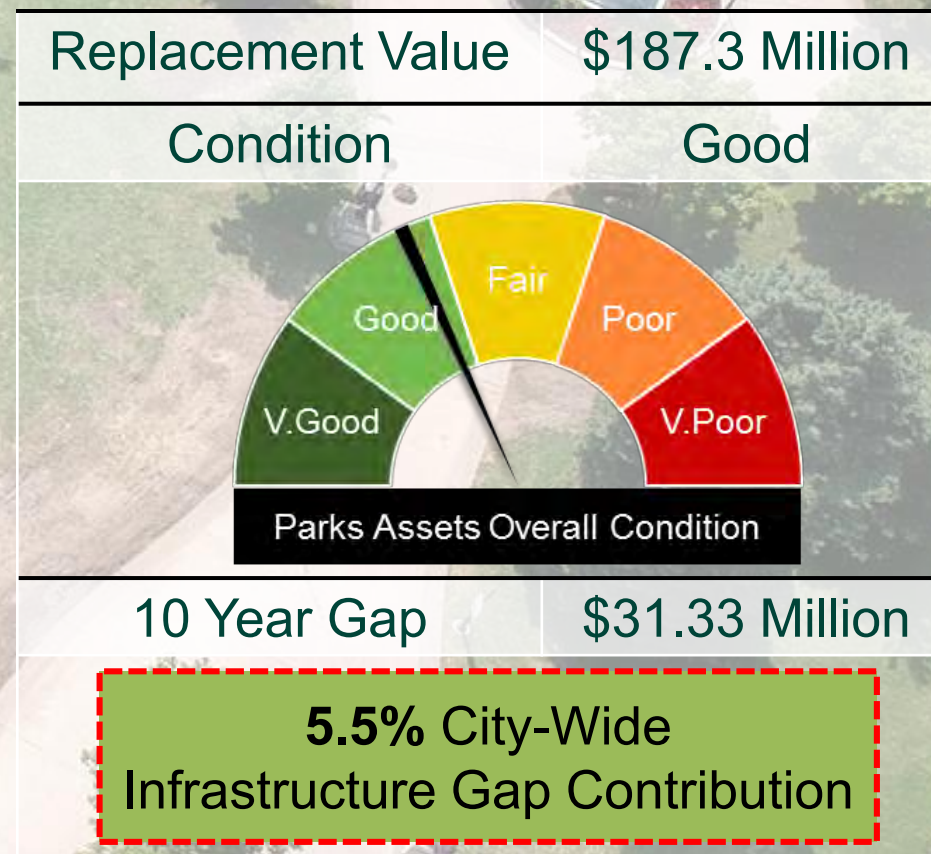 Replacement Value $187.3 Million
Condition Good
Fair
Good Poor
V.Good V.Poor
Parks Assets Overall Condition
10 Year Gap $31.33 Million
5.5% City-Wide
Infrastructure Gap Contribution